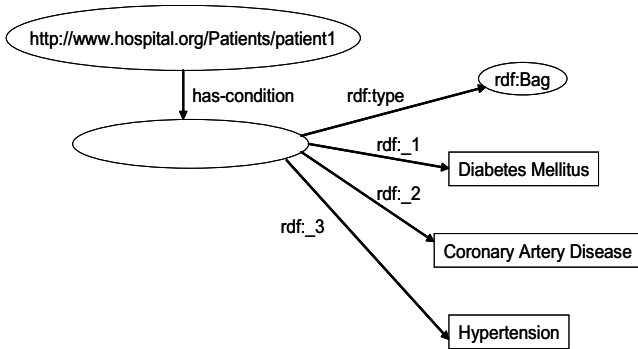 http://www.hospital.org/Patients/patient1
has-condition
rdf:type
rdf:Bag
rdf:_1
Diabetes Mellitus
rdf:_2
rdf:_3
Coronary Artery Disease
Hypertension